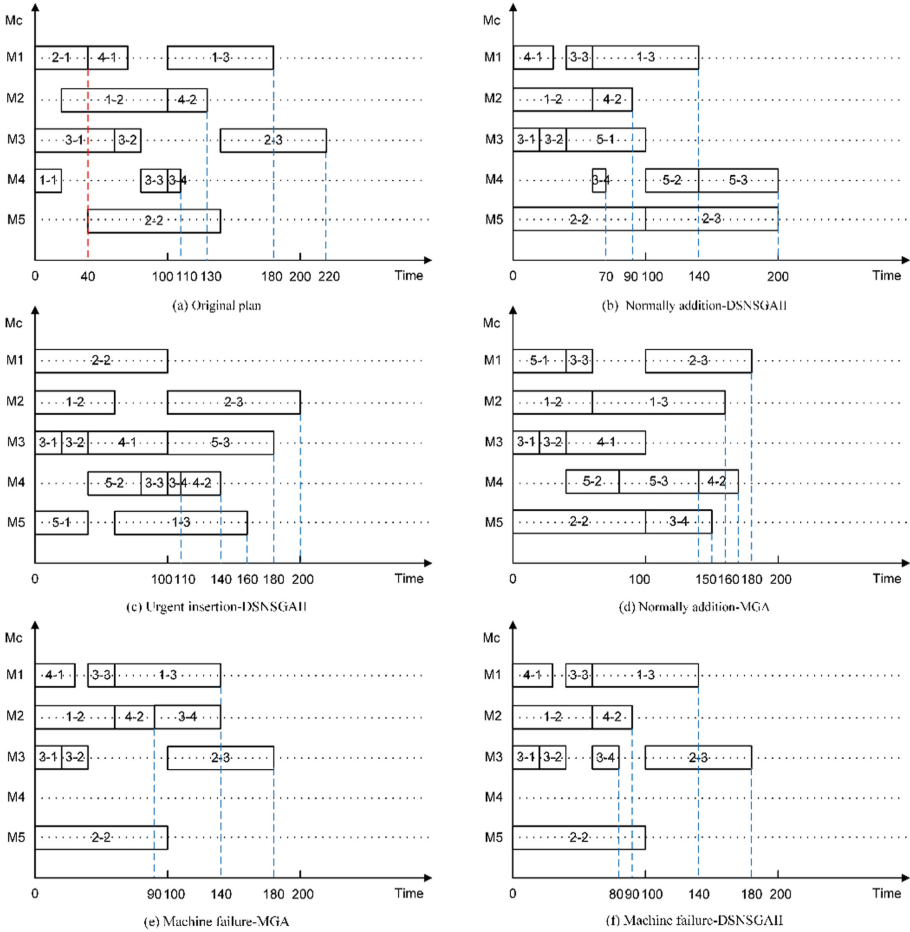 Mc
M1 2-1 4-1 1-3
M2 1-2 4-2
M3 3-1 3-2 2-3
M4 1-1 3-3 3-4
M5 2-2
0 40 100 110 130 180 200 220 Time
(a) Original plan
Mc
M1 4-1 3-3 1-3
M2 1-2 4-2
M3 3-1 3-2 5-1
M4 3-4 5-2 5-3
M5 2-2 2-3
0 70 90 100 140 200 Time
(b) Normally addition-DSNSGAII
Mc
M1 2-2
M2 1-2 2-3
M3 3-1 3-2 4-1 5-3
M4 5-2 3-3 3-4 4-2
M5 5-1 1-3
0 100 110 140 160 180 200 Time
(c) Urgent insertion-DSNSGAII
Mc
M1 5-1 3-3 2-3
M2 1-2 1-3
M3 3-1 3-2 4-1
M4 5-2 5-3 4-2
M5 2-2 3-4
0 100 150 160 180 200 Time
(d) Normally addition-MGA
Mc
M1 4-1 3-3 1-3
M2 1-2 4-2 3-4
M3 3-1 3-2 2-3
M4
M5 2-2
0 90 100 140 180 200 Time
(e) Machine failure-MGA
Mc
M1 4-1 3-3 1-3
M2 1-2 4-2
M3 3-1 3-2 3-4 2-3
M4
M5 2-2
0 80 90 100 140 180 200 Time
(f) Machine failure-DSNSGAII